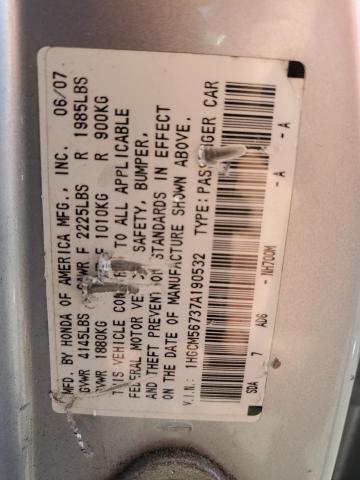 MFD. BY HONDA OF AMERICA MFG., INC. 06/07
GVWR 4145LBS GAWR F 2225LBS R 1985LBS
GVWR 1880KG F 1010KG R 900KG
THIS VEHICLE TO ALL APPLICABLE
FEDERAL MOTOR SAFETY, BUMPER,
AND THEFT PREVENTION STANDARDS IN EFFECT
ON THE DATE OF MANUFACTURE SHOWN ABOVE.
V.I.N.: 1HGCM56737A190532 TYPE: PASSENGER CAR
SDA 7 AD6 - NH700M - A - A